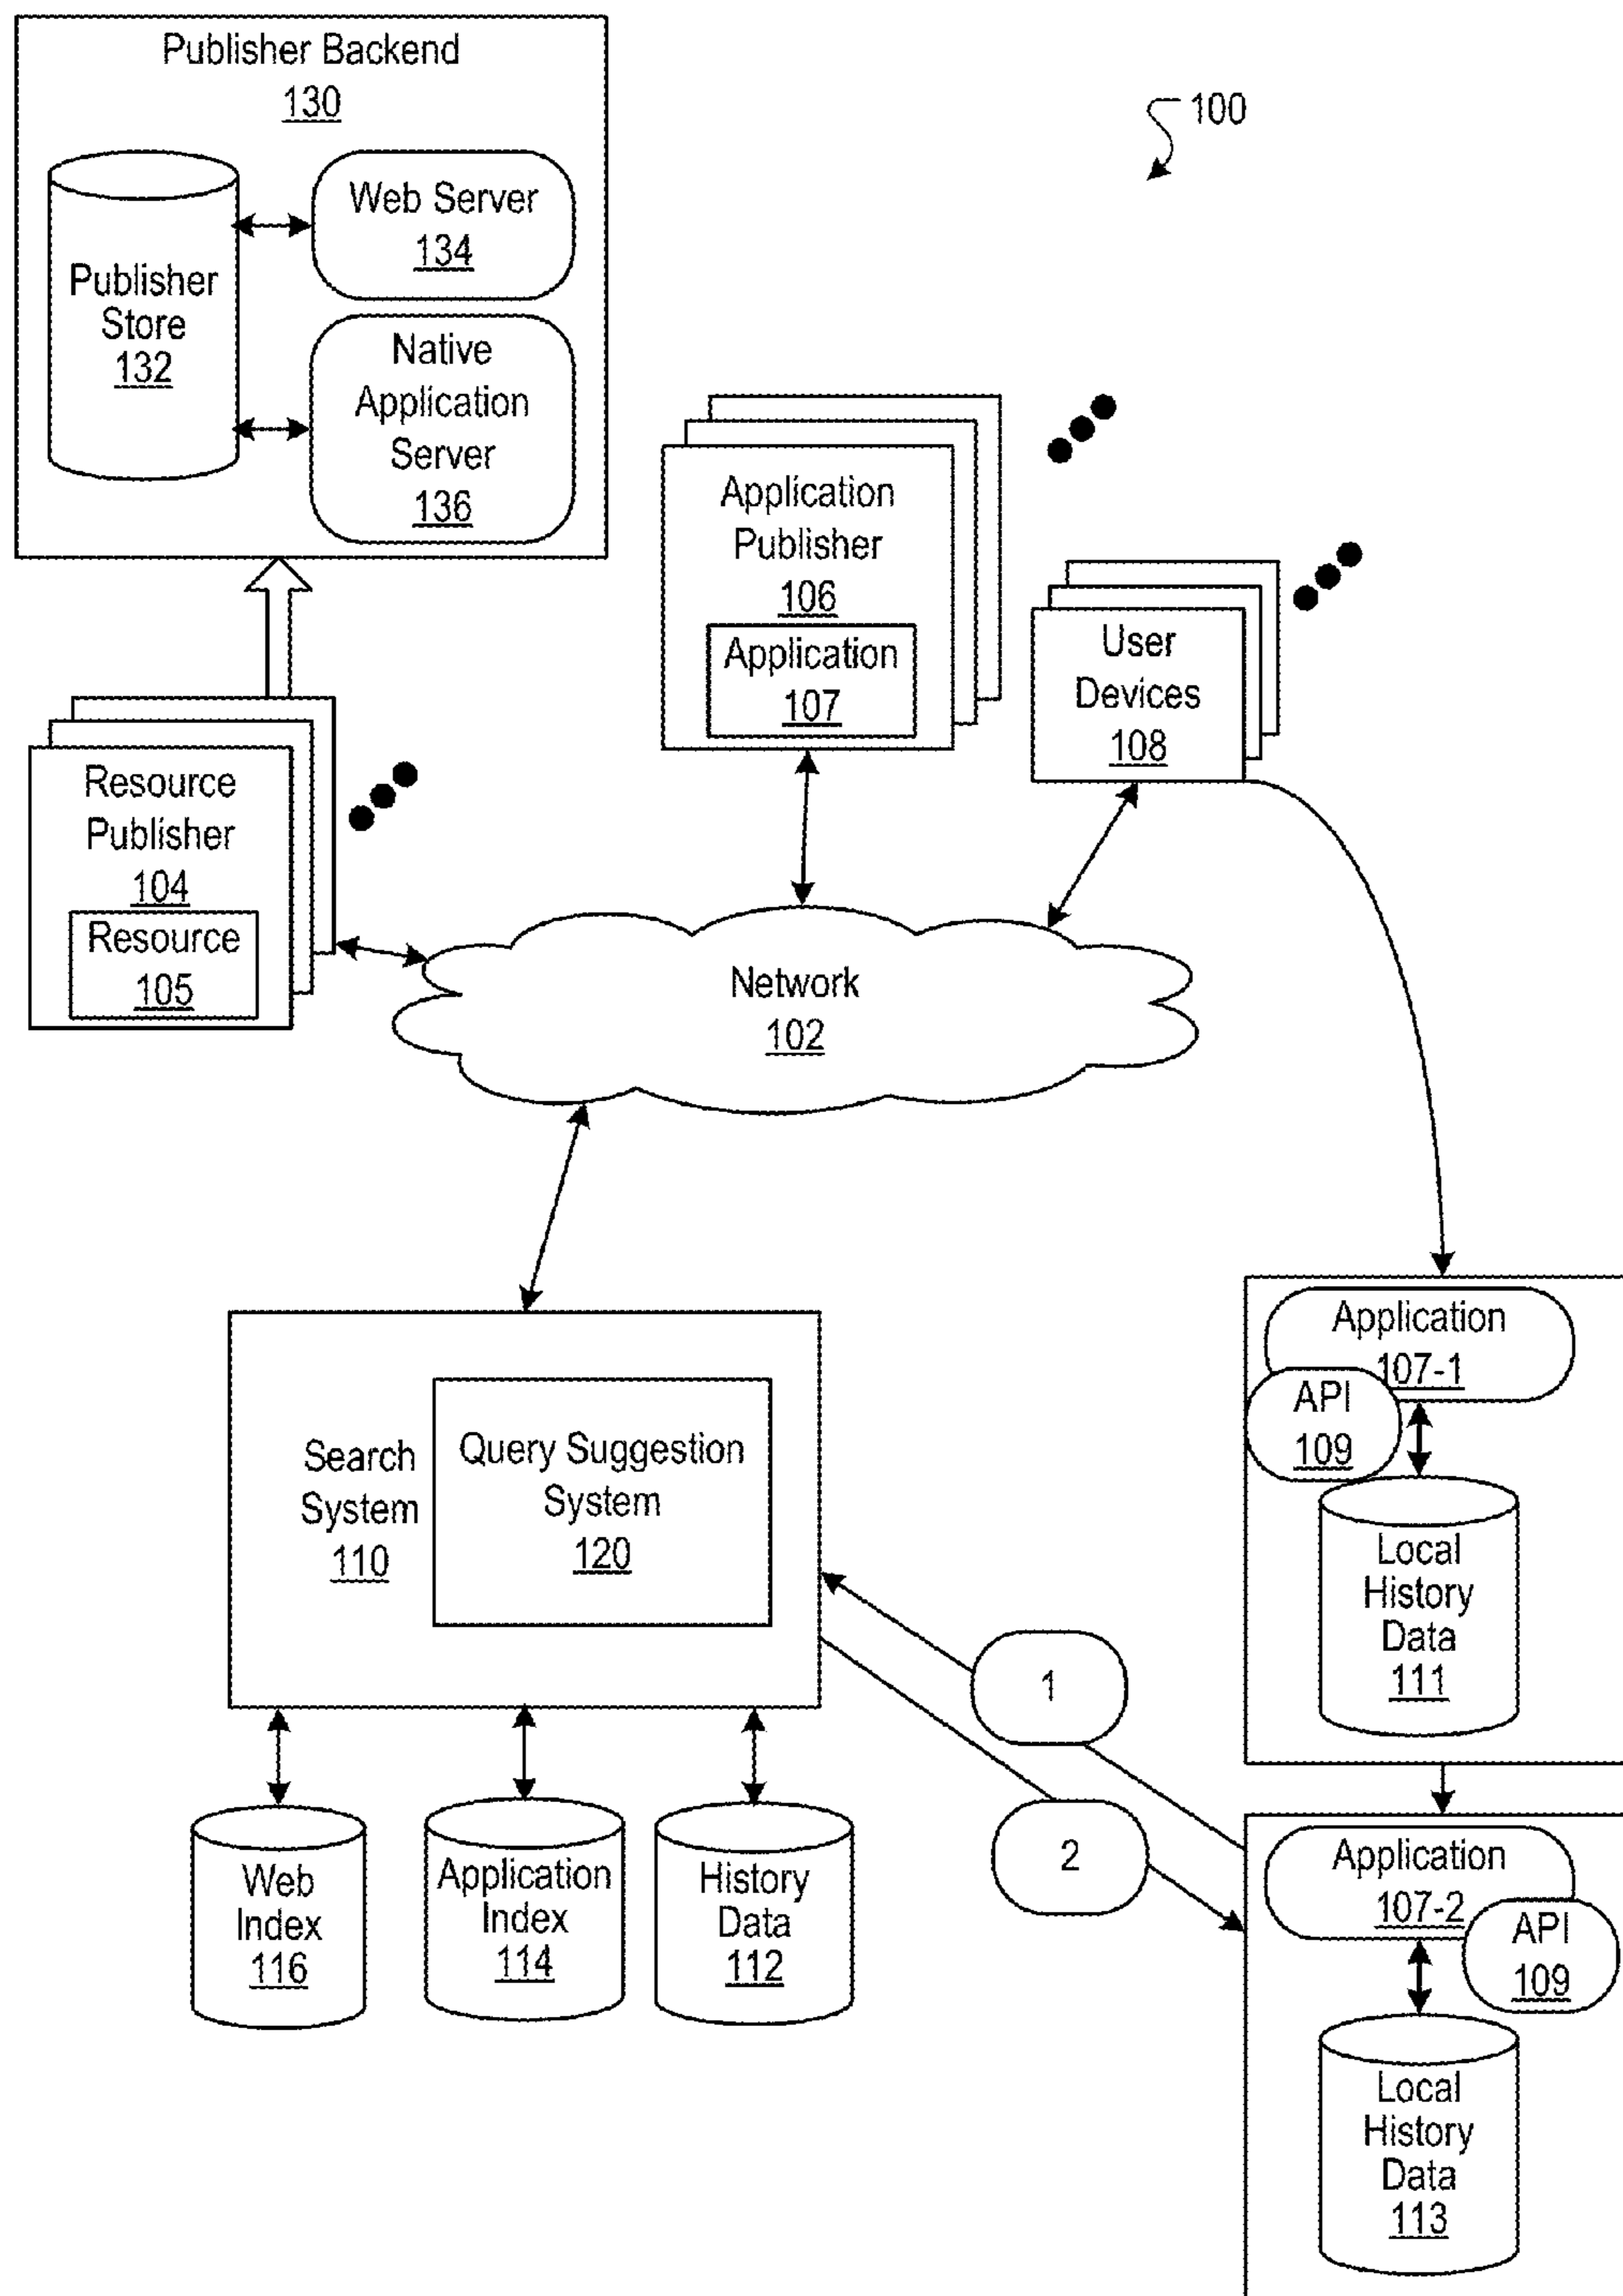 Publisher Backend
130
100
Web Server
134
Publisher
Store
132
Native
Application
Server
136
Application
Publisher
106
Application
107
User
Devices
108
Resource
Publisher
104
Resource
105
Network
102
Application
107-1
API
109
Local
History
Data
111
Search
System
110
Query Suggestion
System
120
1
2
Web
Index
116
Application
Index
114
History
Data
112
Application
107-2
API
109
Local
History
Data
113